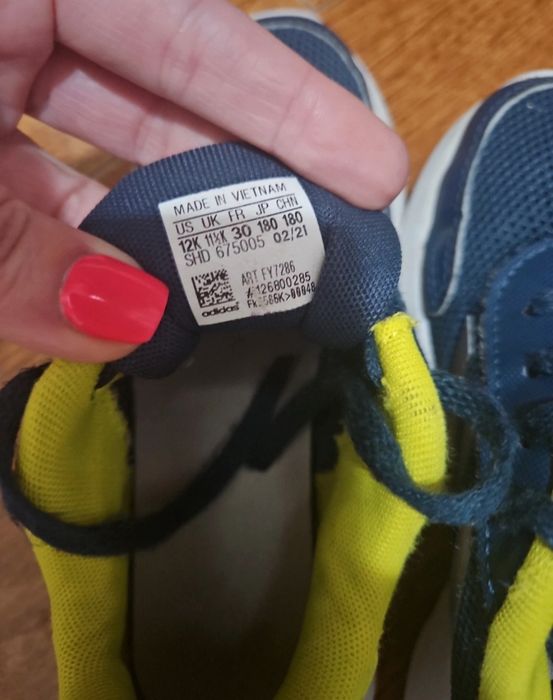 MADE IN VIETNAM
US UK FR JP CHN
12K 11½K 30 180 180
SHD 675005 02/21
ART FY7286
#126800285
adidas